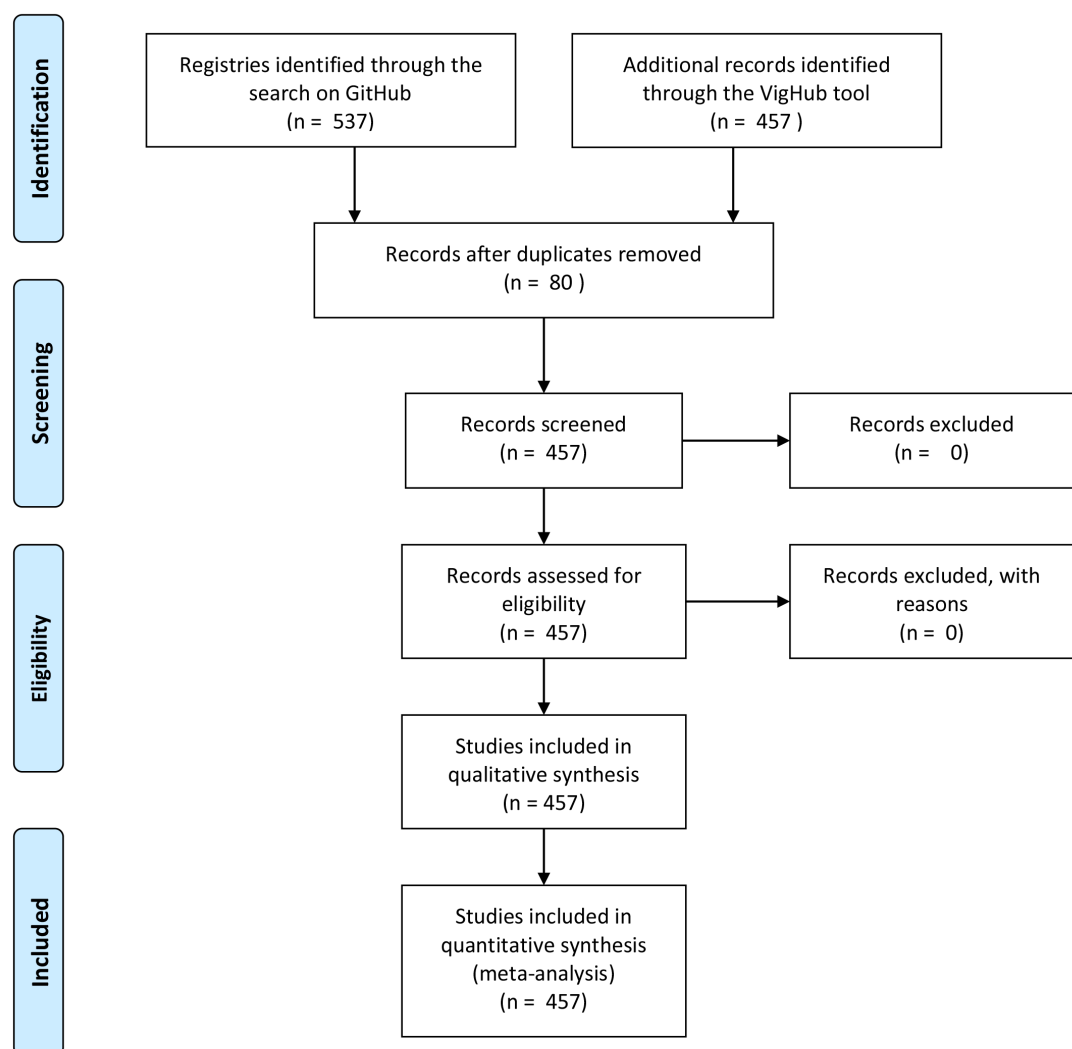 Identification
Registries identified through the
search on GitHub
(n = 537)
Additional records identified
through the VigHub tool
(n = 457 )
Records after duplicates removed
(n = 80 )
Screening
Records screened
(n = 457)
Records excluded
(n = 0)
Eligibility
Records assessed for
eligibility
(n = 457)
Records excluded, with
reasons
(n = 0)
Studies included in
qualitative synthesis
(n = 457)
Included
Studies included in
quantitative synthesis
(meta-analysis)
(n = 457)